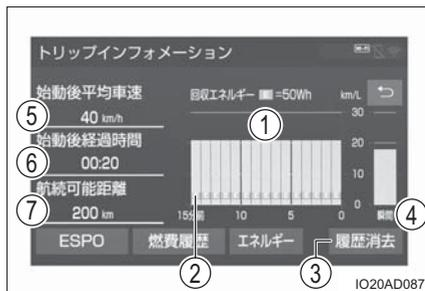 トリップインフォメーション
Wi-Fi
始動後平均車速
回収エネルギー =50Wh
km/L
⑤
40 km/h
30
①
始動後経過時間
⑥
00:20
20
航続可能距離
10
⑦
200 km
15分前 10 5 0
0
瞬間
④
ESPO
燃費履歴
エネルギー
履歴消去
②
③
IO20AD087